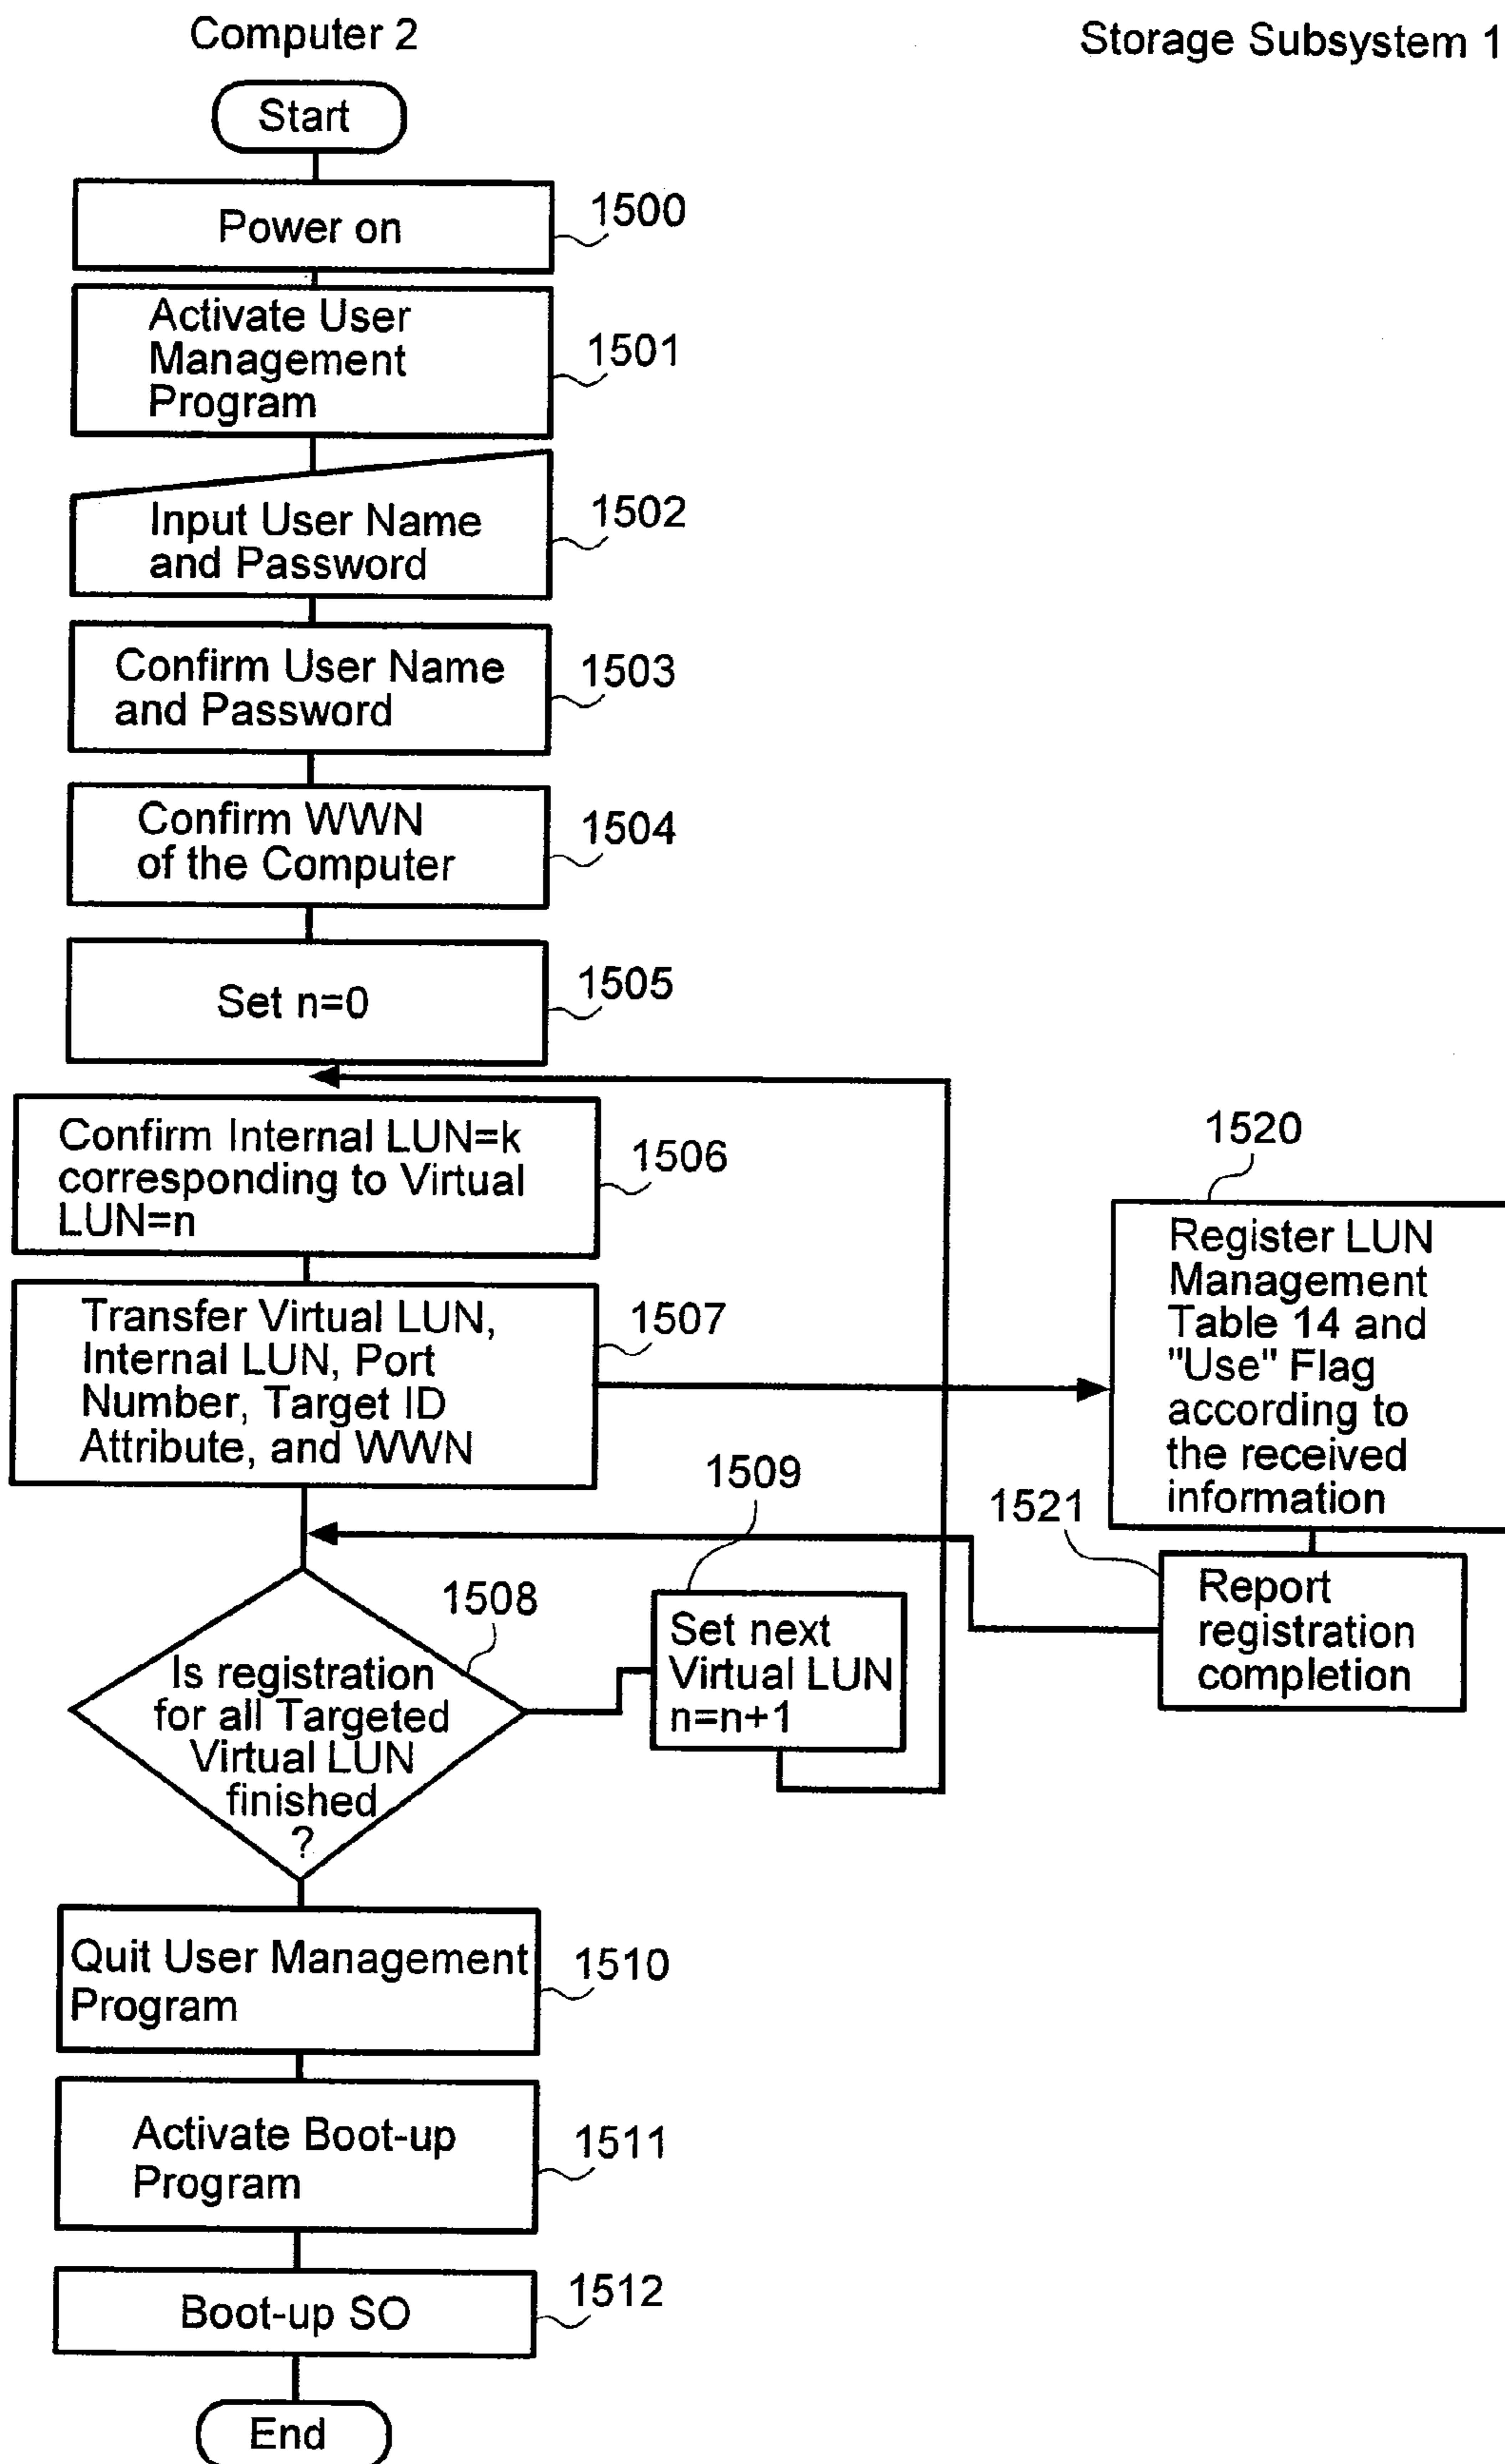 Computer 2
Storage Subsystem 1
Start
Power on
1500
Activate User
Management
Program
1501
Input User Name
and Password
1502
Confirm User Name
and Password
1503
Confirm WWN
of the Computer
1504
Set n=0
1505
Confirm Internal LUN=k
corresponding to Virtual
LUN=n
1506
Transfer Virtual LUN,
Internal LUN, Port
Number, Target ID
Attribute, and WWN
1507
1520
Register LUN
Management
Table 14 and
"Use" Flag
according to
the received
information
1521
Report
registration
completion
Is registration
for all Targeted
Virtual LUN
finished
?
1508
1509
Set next
Virtual LUN
n=n+1
Quit User Management
Program
1510
Activate Boot-up
Program
1511
Boot-up SO
1512
End